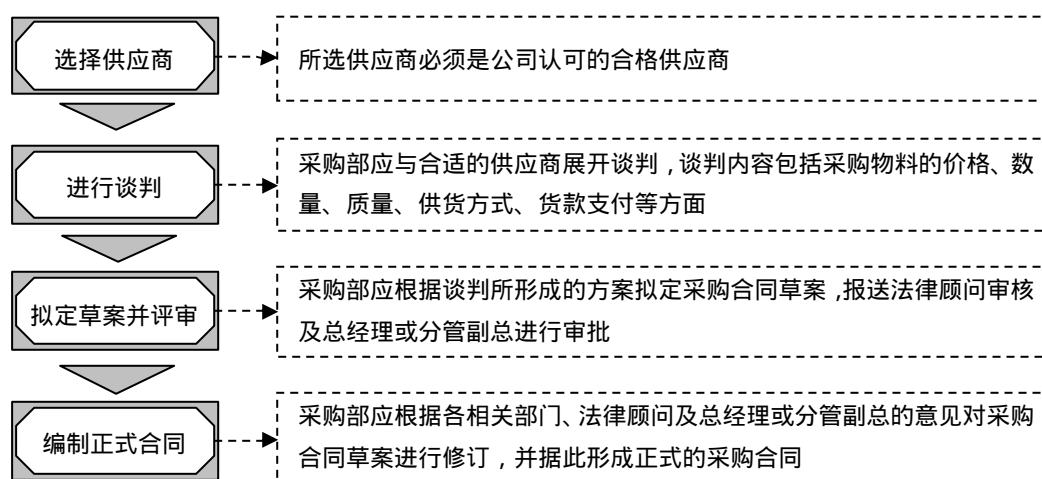 选择供应商
所选供应商必须是公司认可的合格供应商
进行谈判
采购部应与合适的供应商展开谈判，谈判内容包括采购物料的价格、数
量、质量、供货方式、货款支付等方面
拟定草案并评审
采购部应根据谈判所形成的方案拟定采购合同草案，报送法律顾问审核
及总经理或分管副总进行审批
编制正式合同
采购部应根据各相关部门、法律顾问及总经理或分管副总的意见对采购
合同草案进行修订，并据此形成正式的采购合同